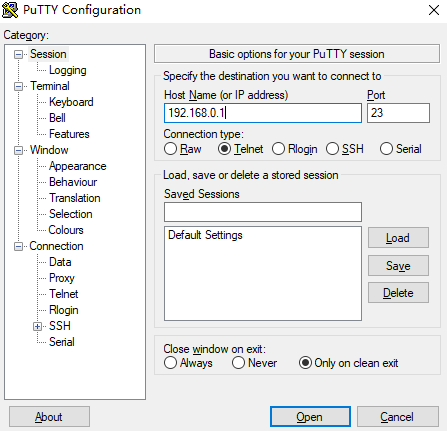 PuTTY Configuration
Category:
Session
Logging
Terminal
Keyboard
Bell
Features
Window
Appearance
Behaviour
Translation
Selection
Colours
Connection
Data
Proxy
Telnet
Rlogin
SSH
Serial
Basic options for your PuTTY session
Specify the destination you want to connect to
Host Name (or IP address) Port
192.168.0.1 23
Connection type:
Raw Telnet Rlogin SSH Serial
Load, save or delete a stored session
Saved Sessions
Default Settings
Load
Save
Delete
Close window on exit:
Always Never Only on clean exit
About Open Cancel